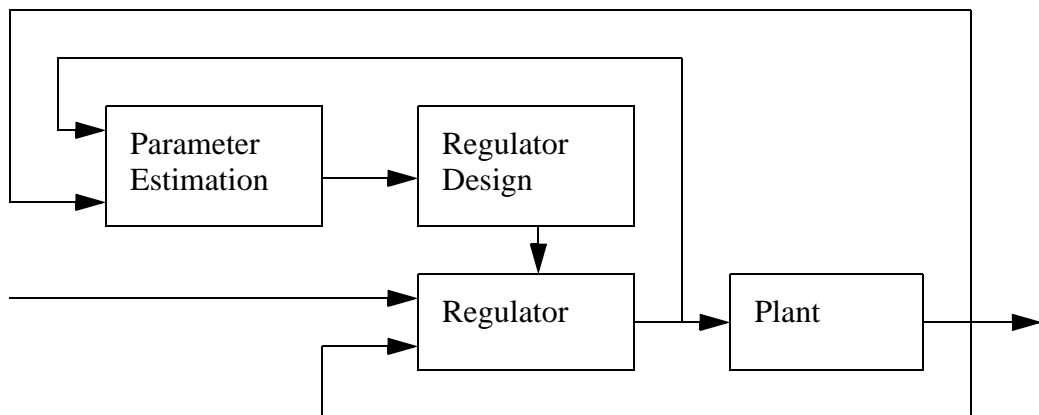 Parameter
Estimation
Regulator
Design
Regulator
Plant